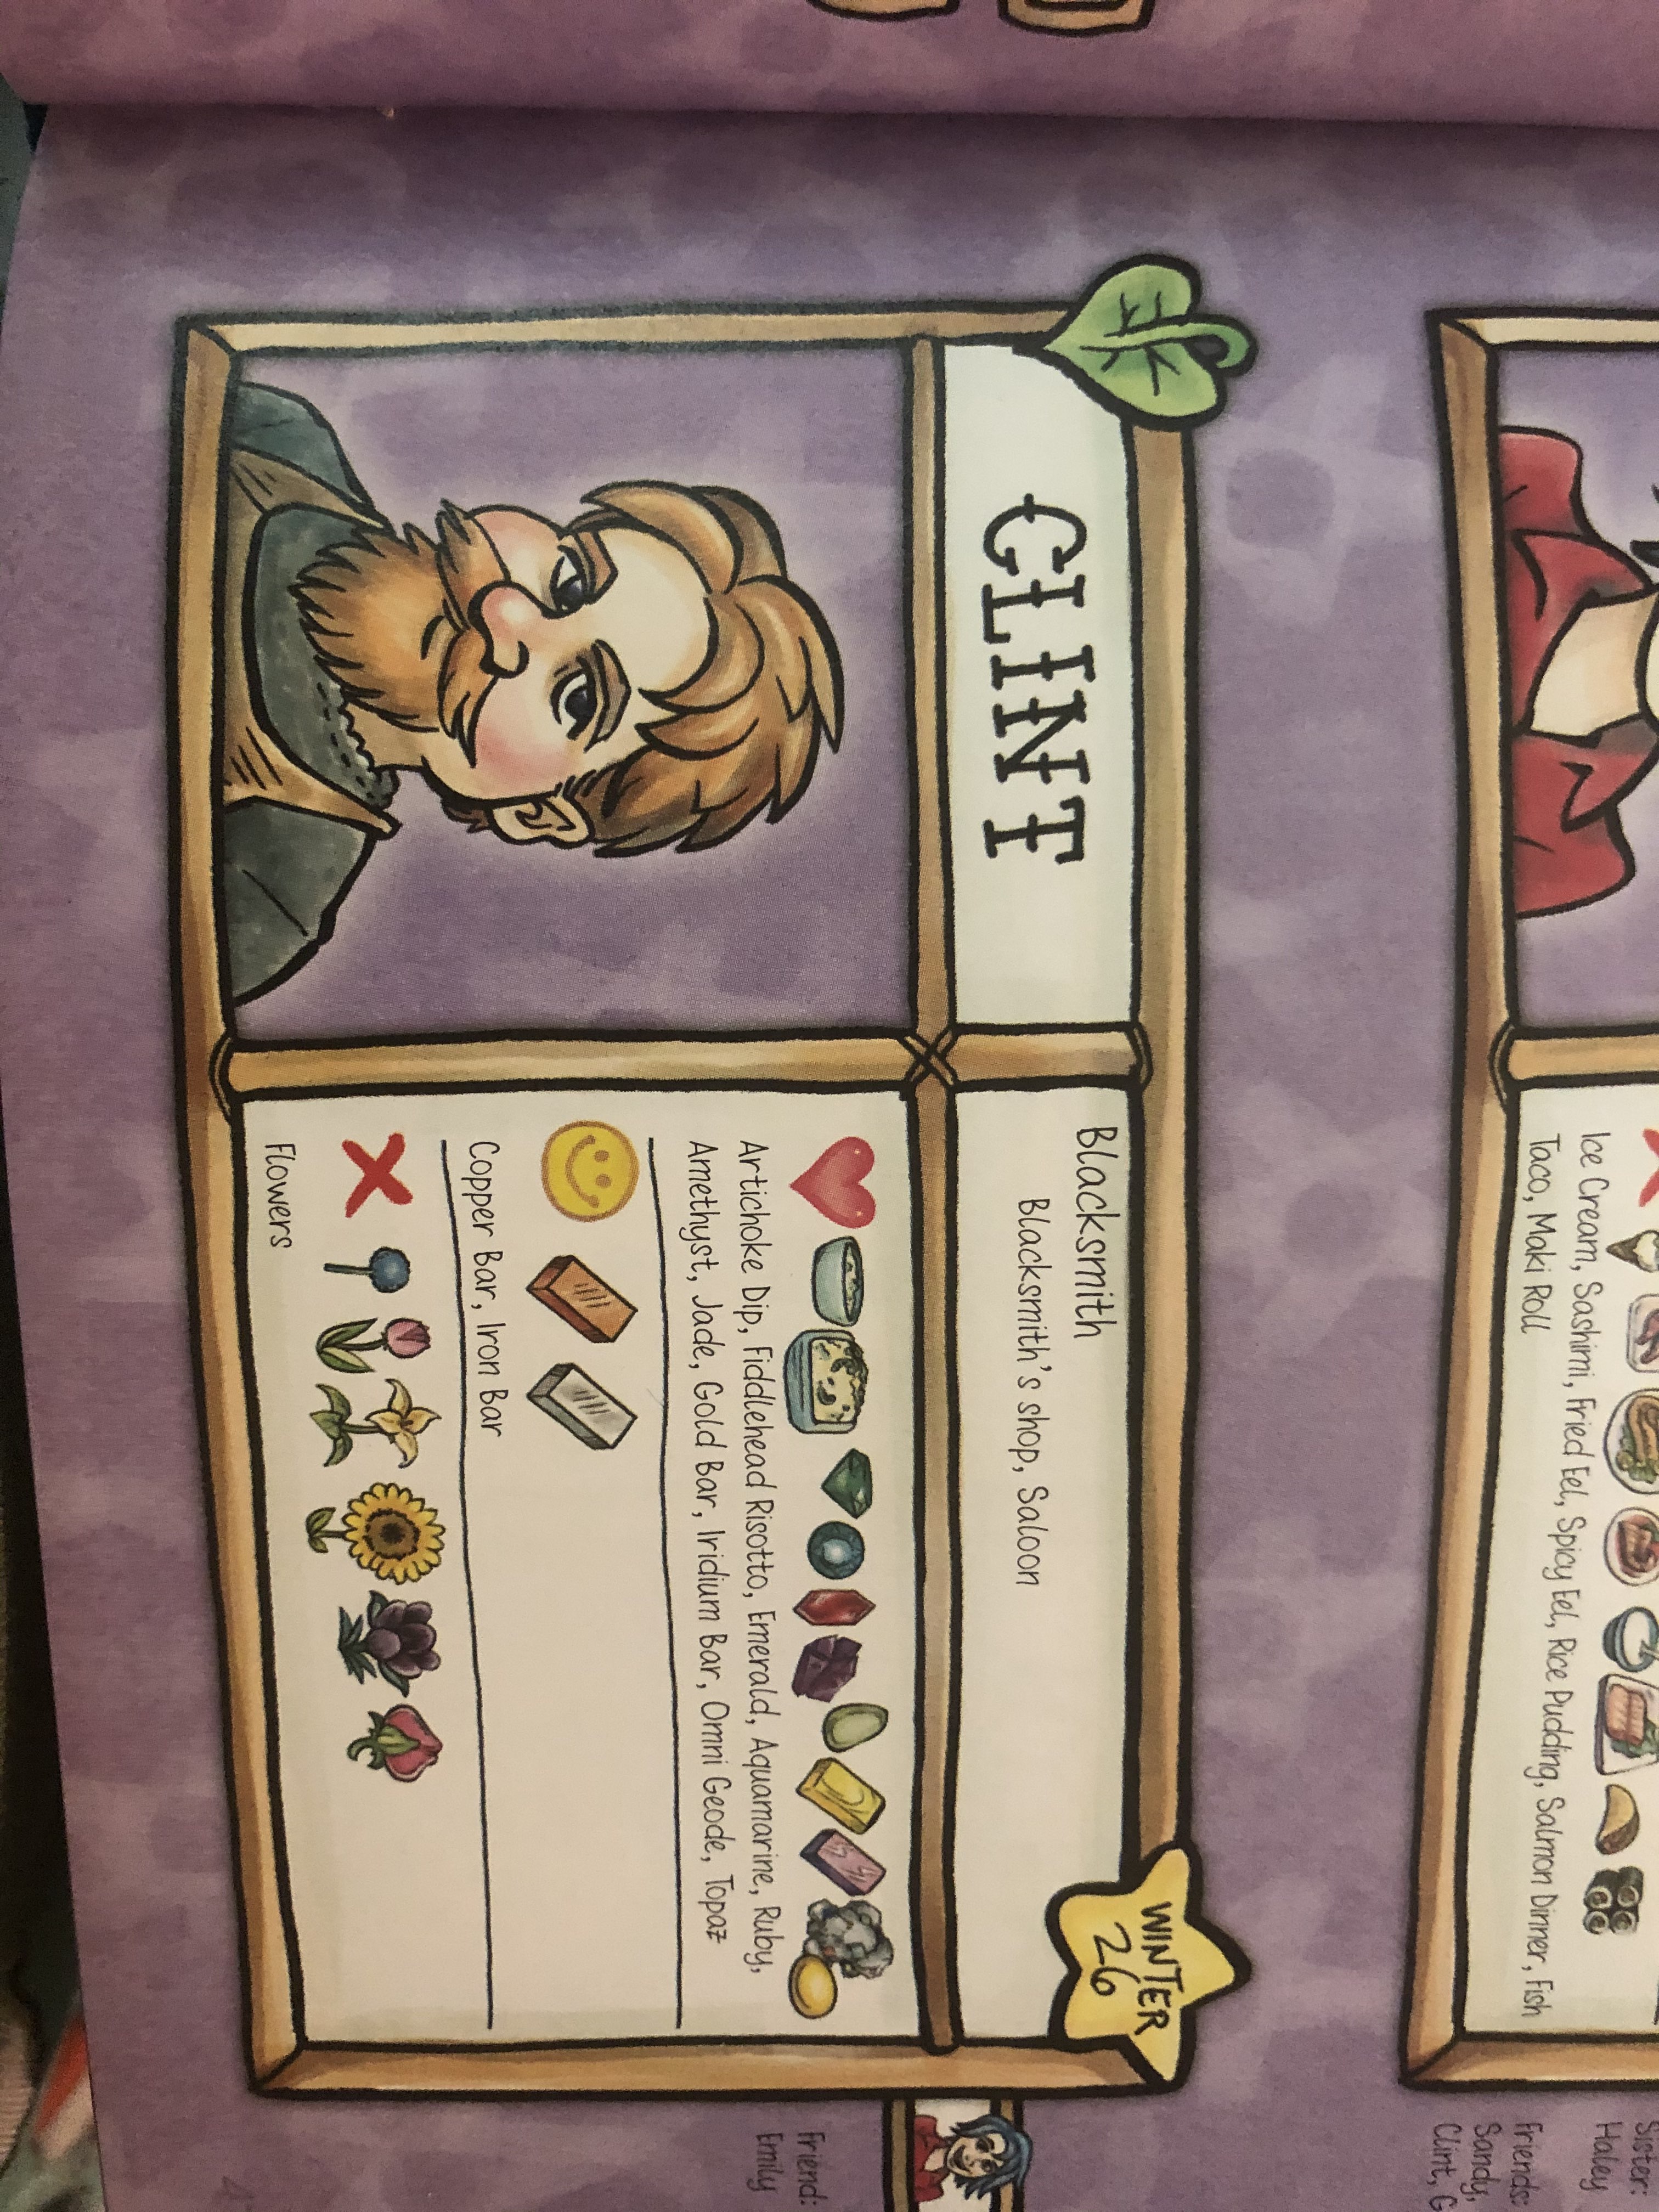 CLINT
Blacksmith
Blacksmith's shop, Saloon
WINTER
26
Artichoke Dip, Fiddlehead Risotto, Emerald, Aquamarine, Ruby,
Amethyst, Jade, Gold Bar, Iridium Bar, Omni Geode, Topaz
Copper Bar, Iron Bar
Flowers
Friend:
Emily
Ice Cream, Sashimi, Fried Eel, Spicy Eel, Rice Pudding, Salmon Dinner, Fish
Taco, Maki Roll
Sister:
Haley
Friends:
Sandy,
Clint, G